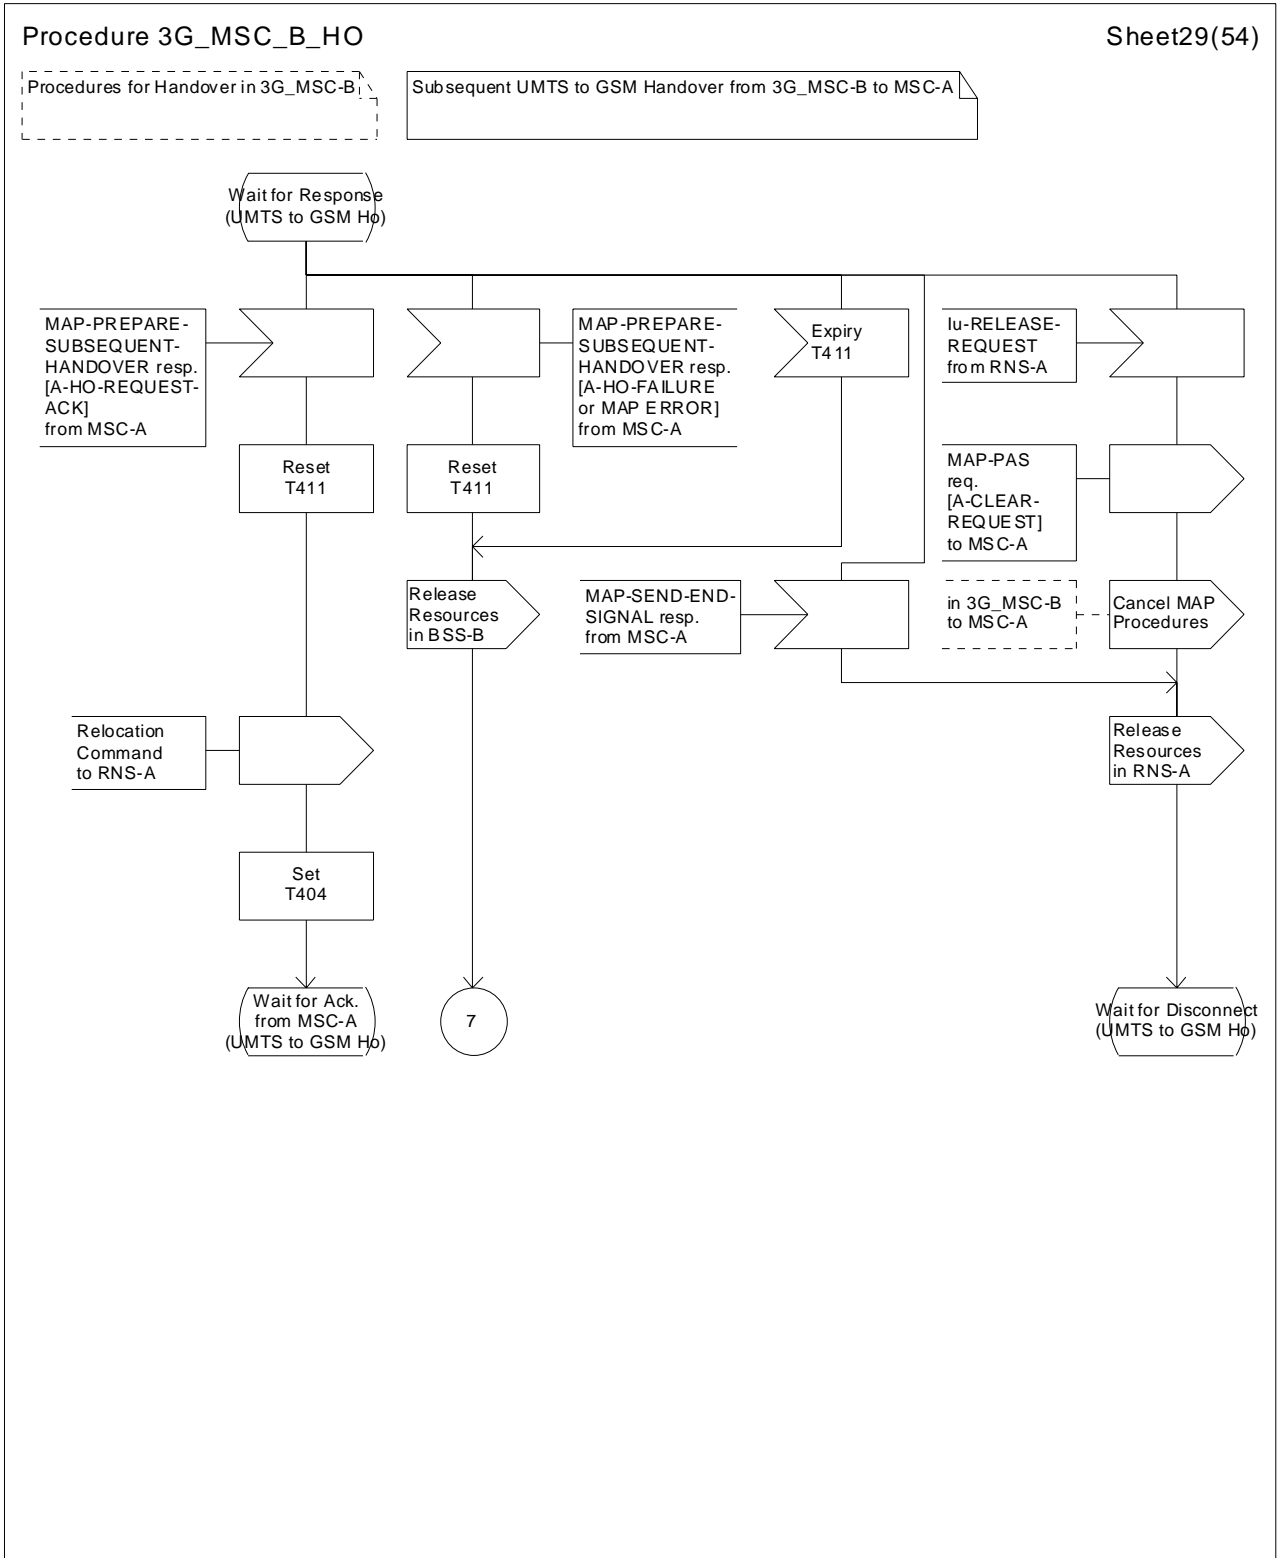 Procedure 3G_MSC_B_HO
Sheet29(54)
Procedures for Handover in 3G_MSC-B
Subsequent UMTS to GSM Handover from 3G_MSC-B to MSC-A
Wait for Response
(UMTS to GSM Ho)
MAP-PREPARE-
SUBSEQUENT-
HANDOVER resp.
[A-HO-REQUEST-
ACK]
from MSC-A
MAP-PREPARE-
SUBSEQUENT-
HANDOVER resp.
[A-HO-FAILURE
or MAP ERROR]
from MSC-A
Expiry
T411
Iu-RELEASE-
REQUEST
from RNS-A
Reset
T411
Reset
T411
MAP-PAS
req.
[A-CLEAR-
REQUEST]
to MSC-A
Release
Resources
in BSS-B
MAP-SEND-END-
SIGNAL resp.
from MSC-A
in 3G_MSC-B
to MSC-A
Cancel MAP
Procedures
Relocation
Command
to RNS-A
Release
Resources
in RNS-A
Set
T404
Wait for Ack.
from MSC-A
(UMTS to GSM Ho)
7
Wait for Disconnect
(UMTS to GSM Ho)